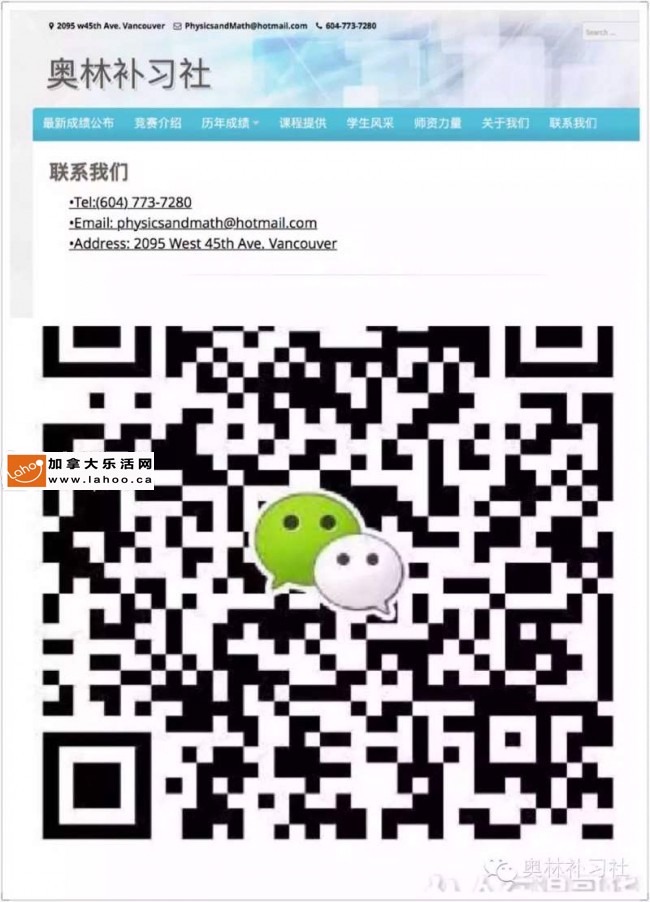 2095 w45th Ave. Vancouver PhysicsandMath@hotmail.com 604-773-7280
Search ...
奥林补习社
最新成绩公布 竞赛介绍 历年成绩 课程提供 学生风采 师资力量 关于我们 联系我们
联系我们
•Tel:(604) 773-7280
•Email: physicsandmath@hotmail.com
•Address: 2095 West 45th Ave. Vancouver
Lahoo 加拿大乐活网
www.lahoo.ca
奥林补习社